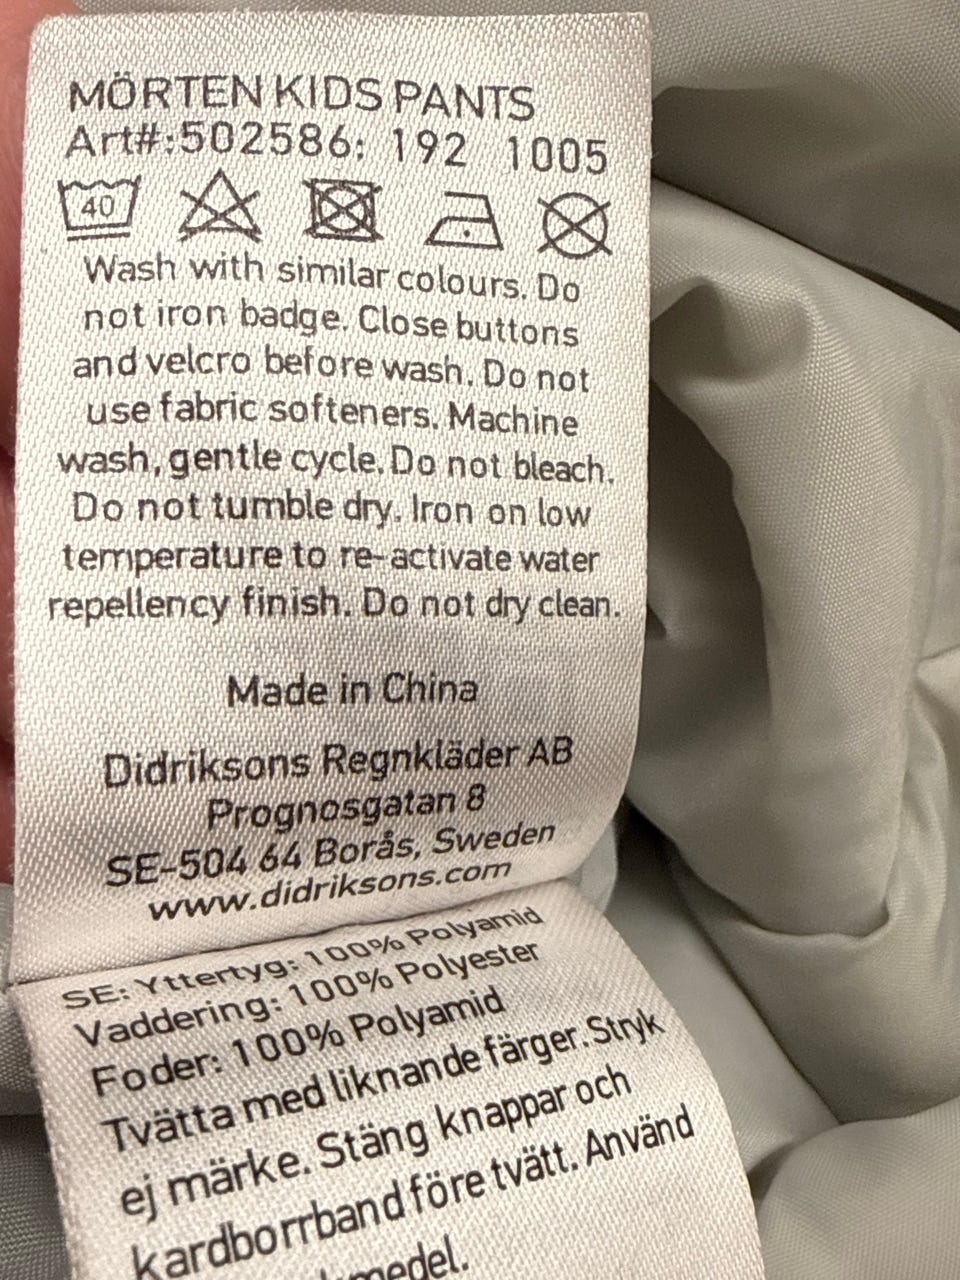 MÖRTEN KIDS PANTS
Art#:502586: 192 1005
40
Wash with similar colours. Do
not iron badge. Close buttons
and velcro before wash. Do not
use fabric softeners. Machine
wash, gentle cycle. Do not bleach.
Do not tumble dry. Iron on low
temperature to re-activate water
repellency finish. Do not dry clean.
Made in China
Didriksons Regnkläder AB
Prognosgatan 8
SE-504 64 Borås, Sweden
www.didriksons.com
SE: Yttertyg: 100% Polyamid
Vaddering: 100% Polyester
Foder: 100% Polyamid
Tvätta med liknande färger. Stryk
ej märke. Stäng knappar och
kardborrband före tvätt. Använd